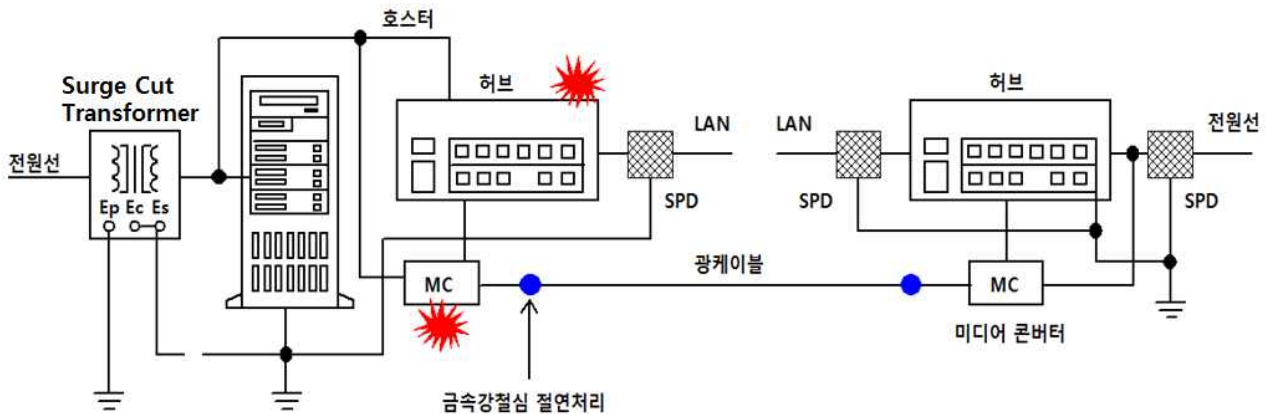 호스터
Surge Cut
Transformer
허브
허브
전원선
LAN
LAN
전원선
Ep Ec Es
SPD
SPD
SPD
광케이블
MC
MC
미디어 콘버터
금속강철심 절연처리